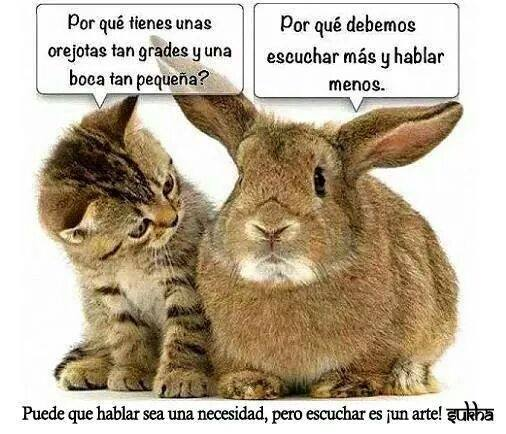 Por qué tienes unas
orejotas tan grades y una
boca tan pequeña?
Por qué debemos
escuchar más y hablar
menos.
Puede que hablar sea una necesidad, pero escuchar es ¡un arte! sukha